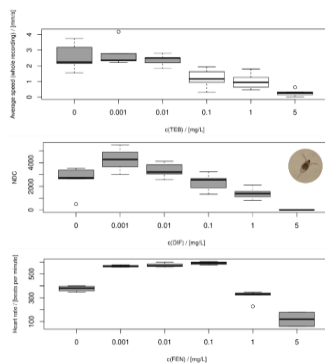 Average speed (whole recording) / [mm/s]
0 1 2 3 4
0 0.001 0.01 0.1 1 5
c(TEB) / [mg/L]
NDC
0 2000 4000
0 0.001 0.01 0.1 1 5
c(DIF) / [mg/L]
Heart rate / [beats per minute]
100 300 500
0 0.001 0.01 0.1 1 5
c(FEN) / [mg/L]